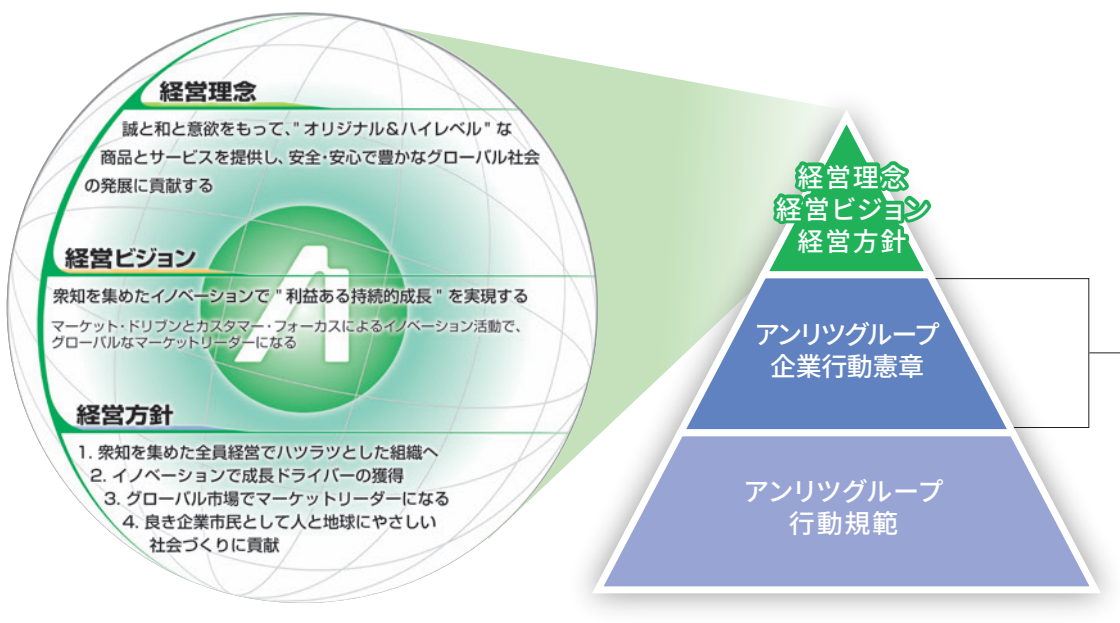 経営理念
誠と和と意欲をもって、"オリジナル&ハイレベル"な
商品とサービスを提供し、安全・安心で豊かなグローバル社会
の発展に貢献する
経営ビジョン
衆知を集めたイノベーションで"利益ある持続的成長"を実現する
マーケット・ドリブンとカスタマー・フォーカスによるイノベーション活動で、
グローバルなマーケットリーダーになる
経営方針
1. 衆知を集めた全員経営でハツラツとした組織へ
2. イノベーションで成長ドライバーの獲得
3. グローバル市場でマーケットリーダーになる
4. 良き企業市民として人と地球にやさしい
社会づくりに貢献
経営理念
経営ビジョン
経営方針
アンリツグループ
企業行動憲章
アンリツグループ
行動規範